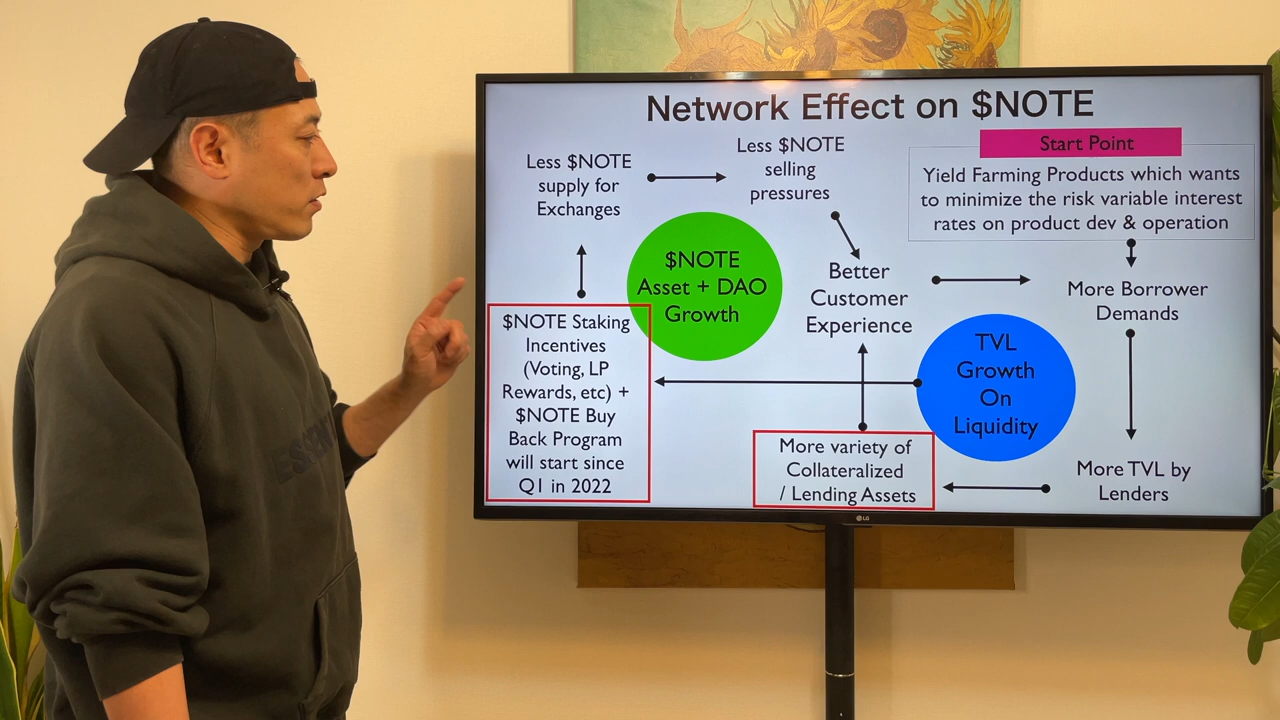 Network Effect on $NOTE
Less $NOTE
supply for
Exchanges
Less $NOTE
selling
pressures
Start Point
Yield Farming Products which wants
to minimize the risk variable interest
rates on product dev & operation
$NOTE
Asset + DAO
Growth
Better
Customer
Experience
More Borrower
Demands
$NOTE Staking
Incentives
(Voting, LP
Rewards, etc) +
$NOTE Buy
Back Program
will start since
Q1 in 2022
TVL
Growth
On
Liquidity
More variety of
Collateralized
/ Lending Assets
More TVL by
Lenders
LG
ESSEN